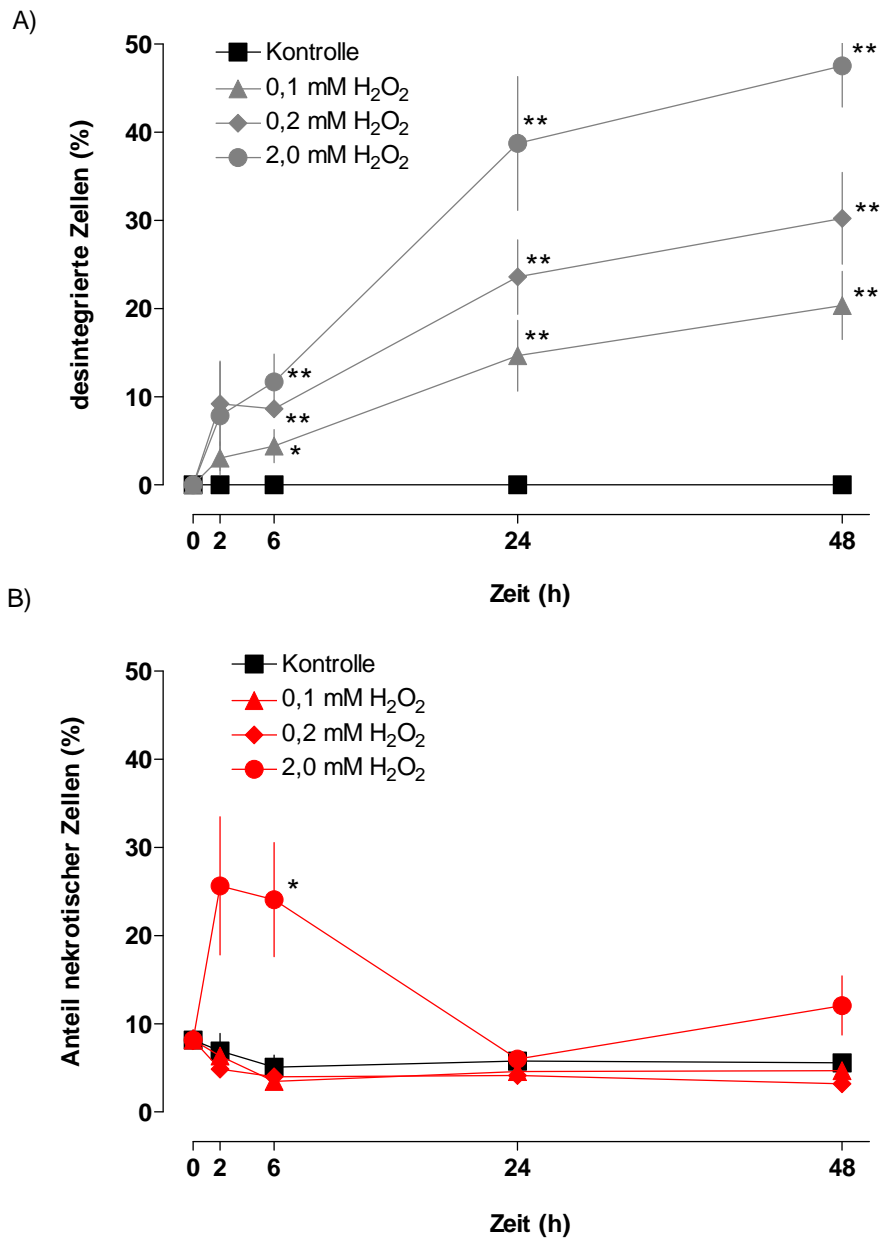 A)
Kontrolle
0,1 mM H₂O₂
0,2 mM H₂O₂
2,0 mM H₂O₂
desintegrierte Zellen (%)
50
40
30
20
10
0
**
**
**
**
**
**
**
**
*
0 2 6 24 48
Zeit (h)
B)
Kontrolle
0,1 mM H₂O₂
0,2 mM H₂O₂
2,0 mM H₂O₂
Anteil nekrotischer Zellen (%)
50
40
30
20
10
0
*
0 2 6 24 48
Zeit (h)